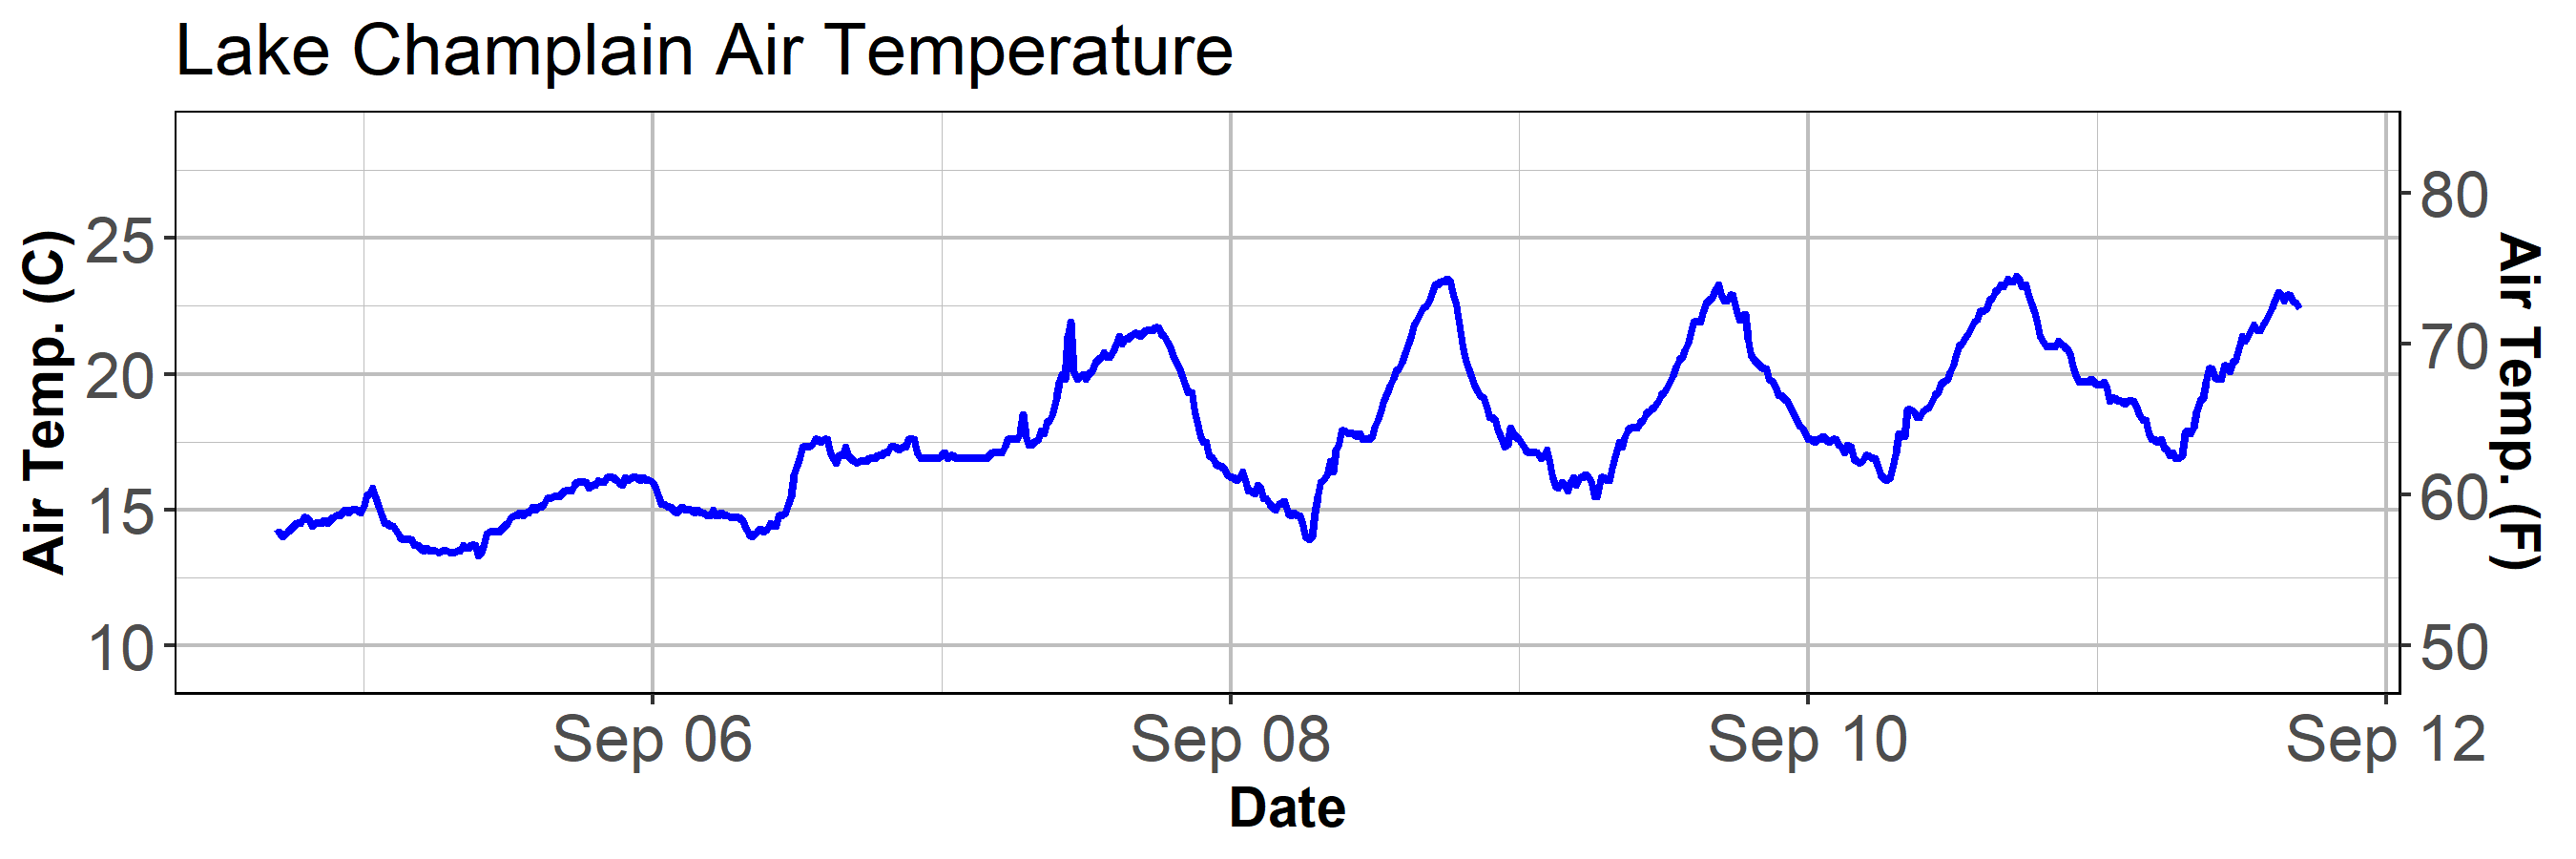 Lake Champlain Air Temperature
Air Temp. (C)
25
20
15
10
80
70
60
50
Air Temp. (F)
Sep 06
Sep 08
Sep 10
Sep 12
Date